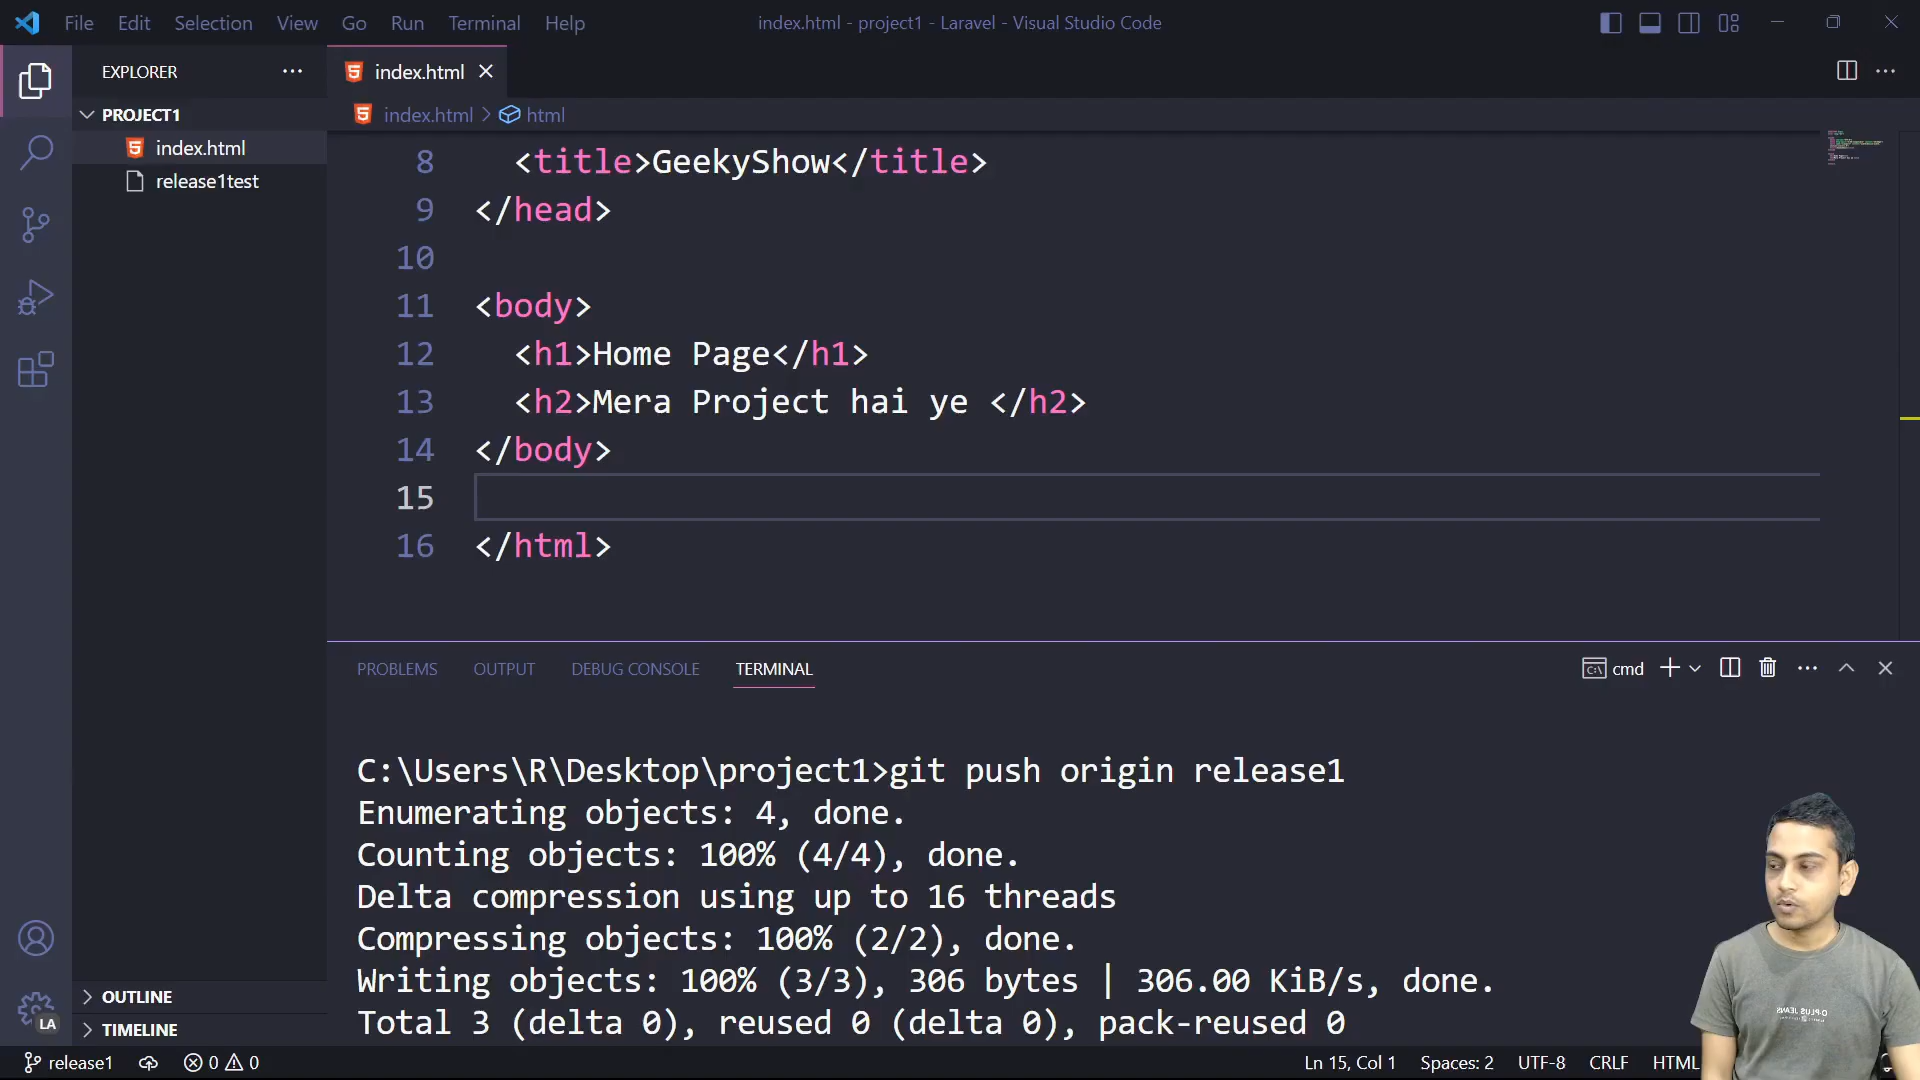 File Edit Selection View Go Run Terminal Help
index.html - project1 - Laravel - Visual Studio Code
EXPLORER
PROJECT1
index.html
release1test
OUTLINE
TIMELINE
LA
index.html
index.html > html
8 <title>GeekyShow</title>
9 </head>
10
11 <body>
12 <h1>Home Page</h1>
13 <h2>Mera Project hai ye </h2>
14 </body>
15
16 </html>
PROBLEMS OUTPUT DEBUG CONSOLE TERMINAL
cmd
C:\Users\R\Desktop\project1>git push origin release1
Enumerating objects: 4, done.
Counting objects: 100% (4/4), done.
Delta compression using up to 16 threads
Compressing objects: 100% (2/2), done.
Writing objects: 100% (3/3), 306 bytes | 306.00 KiB/s, done.
Total 3 (delta 0), reused 0 (delta 0), pack-reused 0
release1 0 0 Ln 15, Col 1 Spaces: 2 UTF-8 CRLF HTML
O-PLUS JEANS